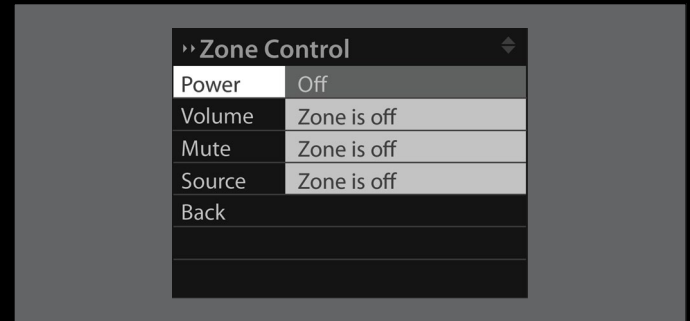 Zone Control
Power Off
Volume Zone is off
Mute Zone is off
Source Zone is off
Back